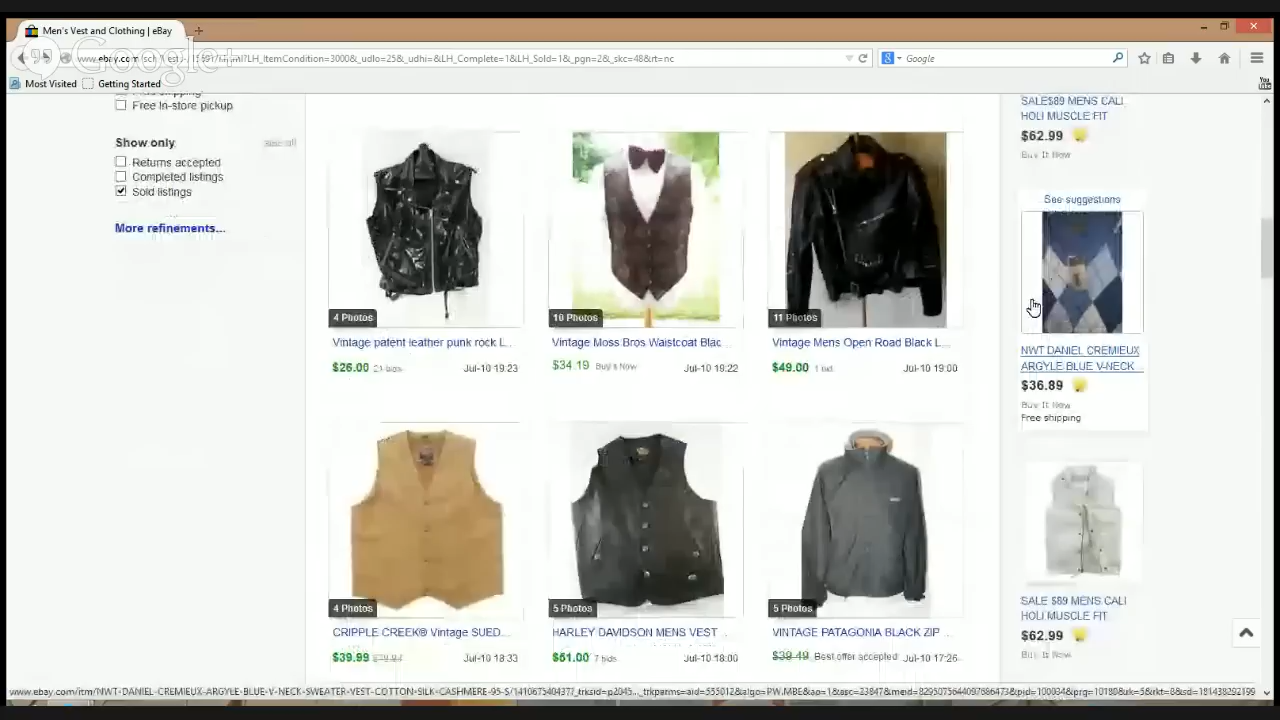 Men's Vest and Clothing | eBay
Google+
Google
Most Visited
Getting Started
Free In-store pickup
Show only
Returns accepted
Completed listings
Sold listings
More refinements...
4 Photos
10 Photos
11 Photos
Vintage patent leather punk rock L...
Vintage Moss Bros Waistcoat Blac...
Vintage Mens Open Road Black L...
$26.00
Jul-10 19:23
$34.19 Buy It Now
Jul-10 19:22
$49.00 1 bid
Jul-10 19:00
4 Photos
5 Photos
5 Photos
CRIPPLE CREEK® Vintage SUED...
HARLEY DAVIDSON MENS VEST ...
VINTAGE PATAGONIA BLACK ZIP ...
$39.99
Jul-10 18:33
$51.00 7 bids
Jul-10 18:00
$39.49 Best offer accepted
Jul-10 17:26
SALE$89 MENS CALI
HOLI MUSCLE FIT
$62.99
Buy It Now
See suggestions
NWT DANIEL CREMIEUX
ARGYLE BLUE V-NECK ...
$36.89
Buy It Now
Free shipping
SALE $89 MENS CALI
HOLI MUSCLE FIT
$62.99
Buy It Now